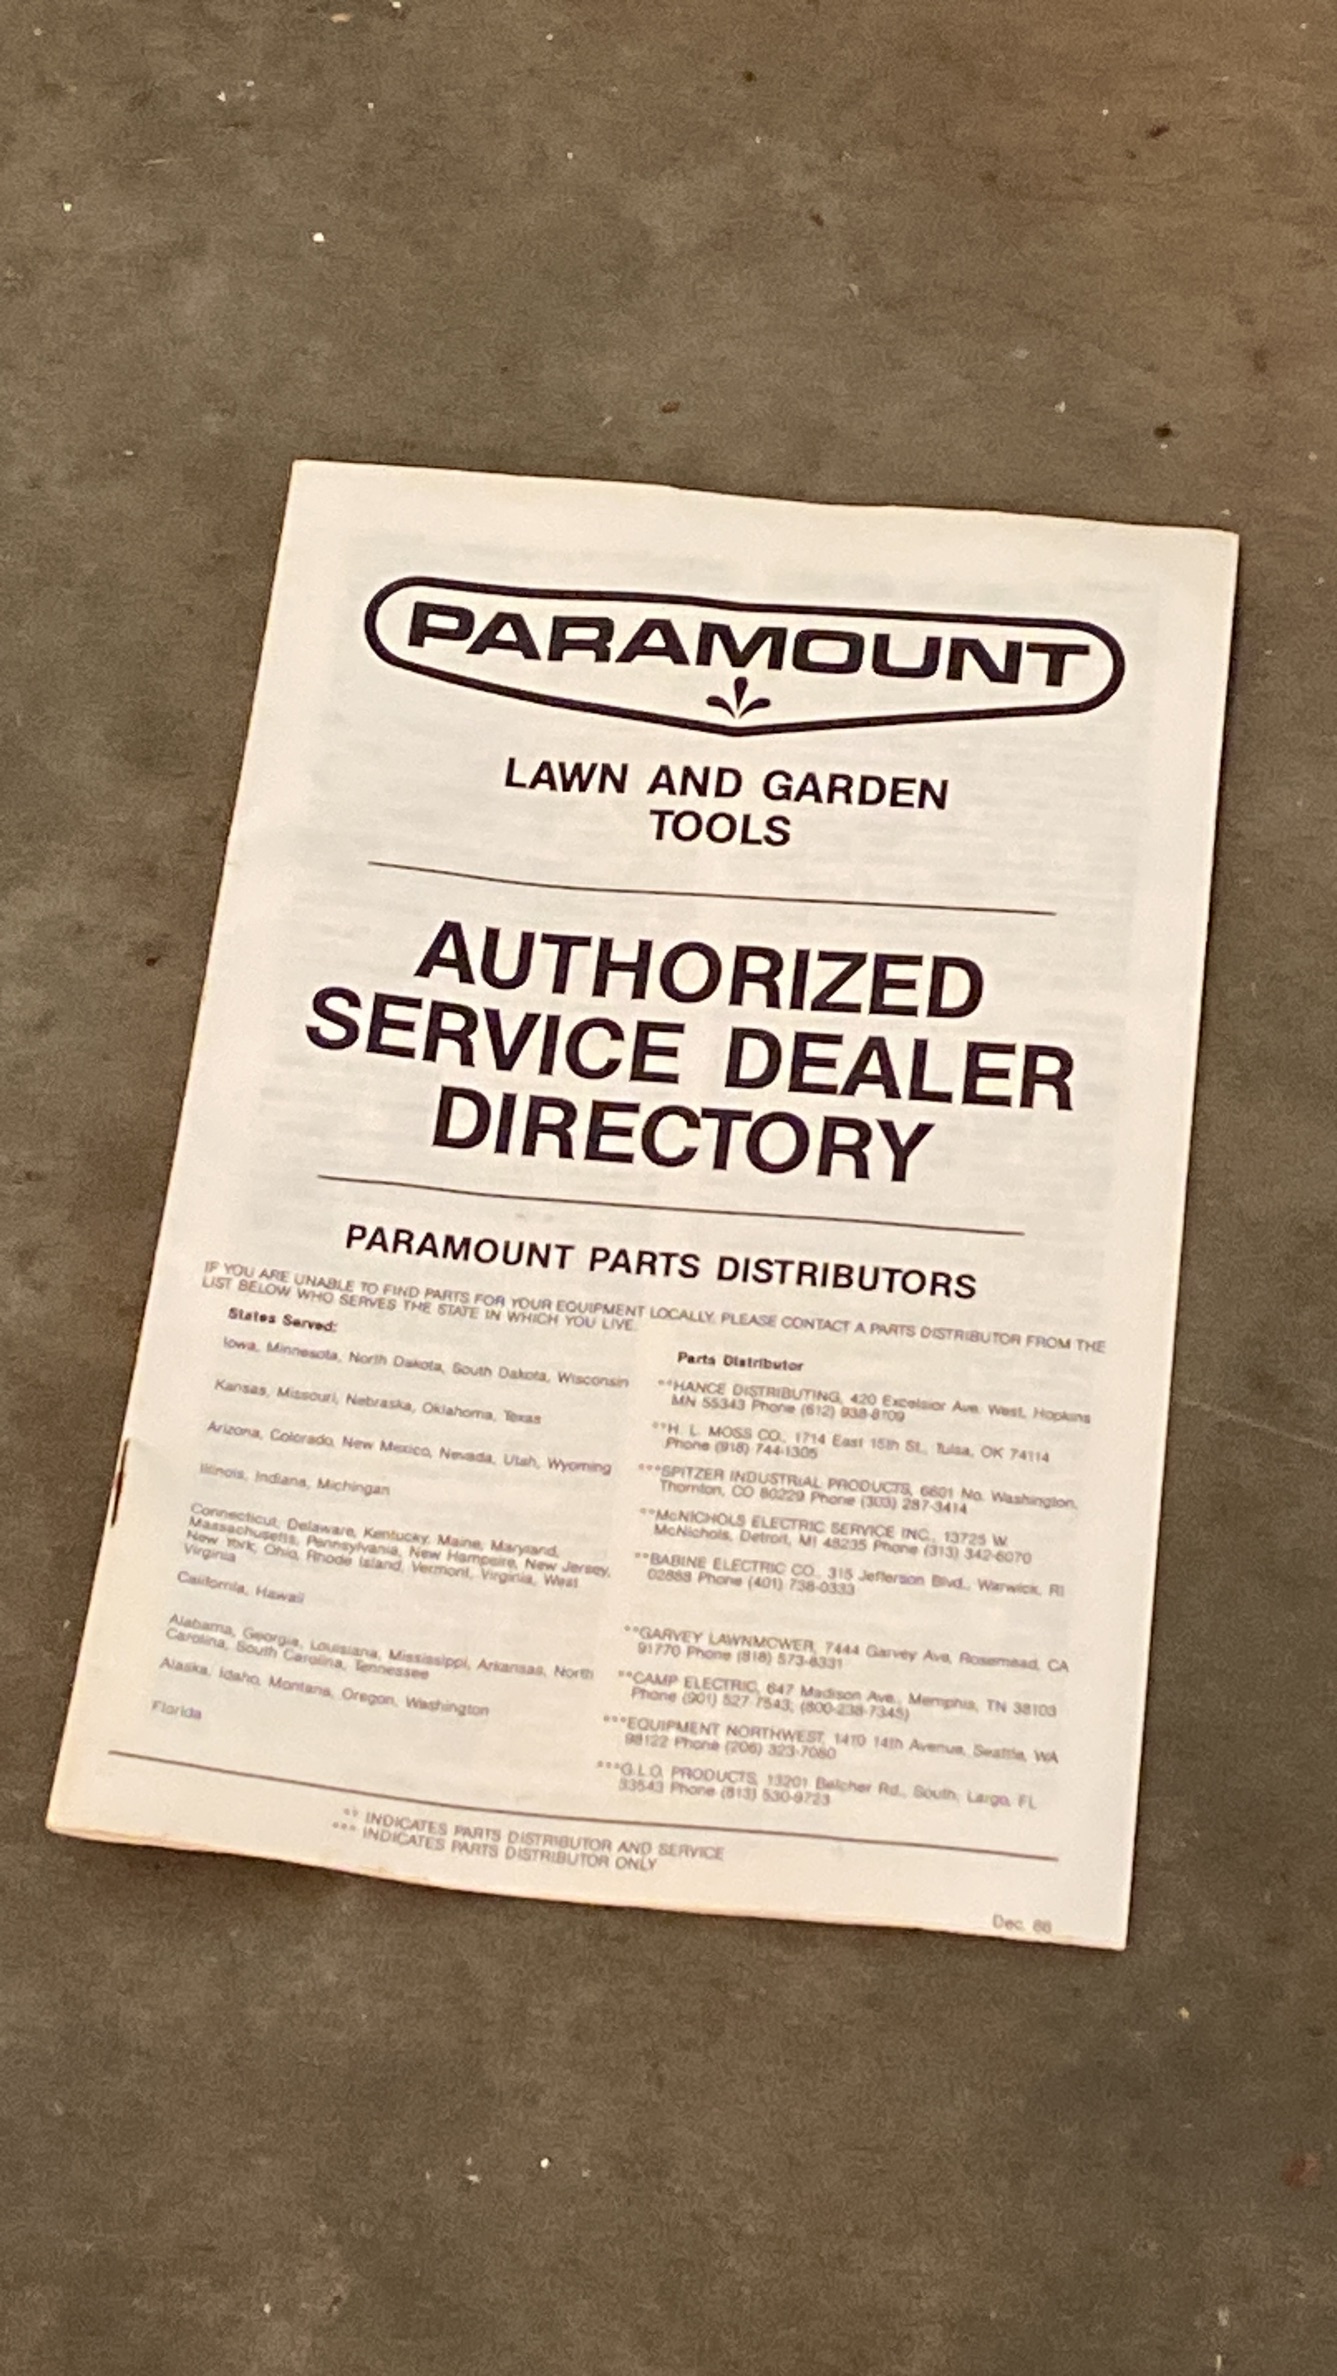 PARAMOUNT
LAWN AND GARDEN
TOOLS
AUTHORIZED
SERVICE DEALER
DIRECTORY
PARAMOUNT PARTS DISTRIBUTORS
IF YOU ARE UNABLE TO FIND PARTS FOR YOUR EQUIPMENT LOCALLY, PLEASE CONTACT A PARTS DISTRIBUTOR FROM THE
LIST BELOW WHO SERVES THE STATE IN WHICH YOU LIVE.
States Served:
Iowa, Minnesota, North Dakota, South Dakota, Wisconsin
Kansas, Missouri, Nebraska, Oklahoma, Texas
Arizona, Colorado, New Mexico, Nevada, Utah, Wyoming
Illinois, Indiana, Michingan
Connecticut, Delaware, Kentucky, Maine, Maryland,
Massachusetts, Pennsylvania, New Hampsire, New Jersey,
New York, Ohio, Rhode Island, Vermont, Virginia, West
Virginia
California, Hawaii
Alabama, Georgia, Louisiana, Mississippi, Arkansas, North
Carolina, South Carolina, Tennessee
Alaska, Idaho, Montana, Oregon, Washington
Florida
Parts Distributor
**HANCE DISTRIBUTING, 420 Excelsior Ave. West, Hopkins
MN 55343 Phone (612) 938-8109
**H. L. MOSS CO., 1714 East 15th St., Tulsa, OK 74114
Phone (918) 744-1305
***SPITZER INDUSTRIAL PRODUCTS, 6601 No. Washington,
Thornton, CO 80229 Phone (303) 287-3414
**McNICHOLS ELECTRIC SERVICE INC., 13725 W.
McNichols, Detroit, MI 48235 Phone (313) 342-6070
**BABINE ELECTRIC CO., 315 Jefferson Blvd., Warwick, RI
02888 Phone (401) 738-0333
**GARVEY LAWNMOWER, 7444 Garvey Ave, Rosemead, CA
91770 Phone (818) 573-8331
**CAMP ELECTRIC, 647 Madison Ave., Memphis, TN 38103
Phone (901) 527-7543, (800-238-7345)
***EQUIPMENT NORTHWEST, 1410 14th Avenue, Seattle, WA
98122 Phone (206) 323-7080
***G.L.O. PRODUCTS, 13201 Belcher Rd., South, Largo, FL
33543 Phone (813) 530-9723
** INDICATES PARTS DISTRIBUTOR AND SERVICE
*** INDICATES PARTS DISTRIBUTOR ONLY
Dec.